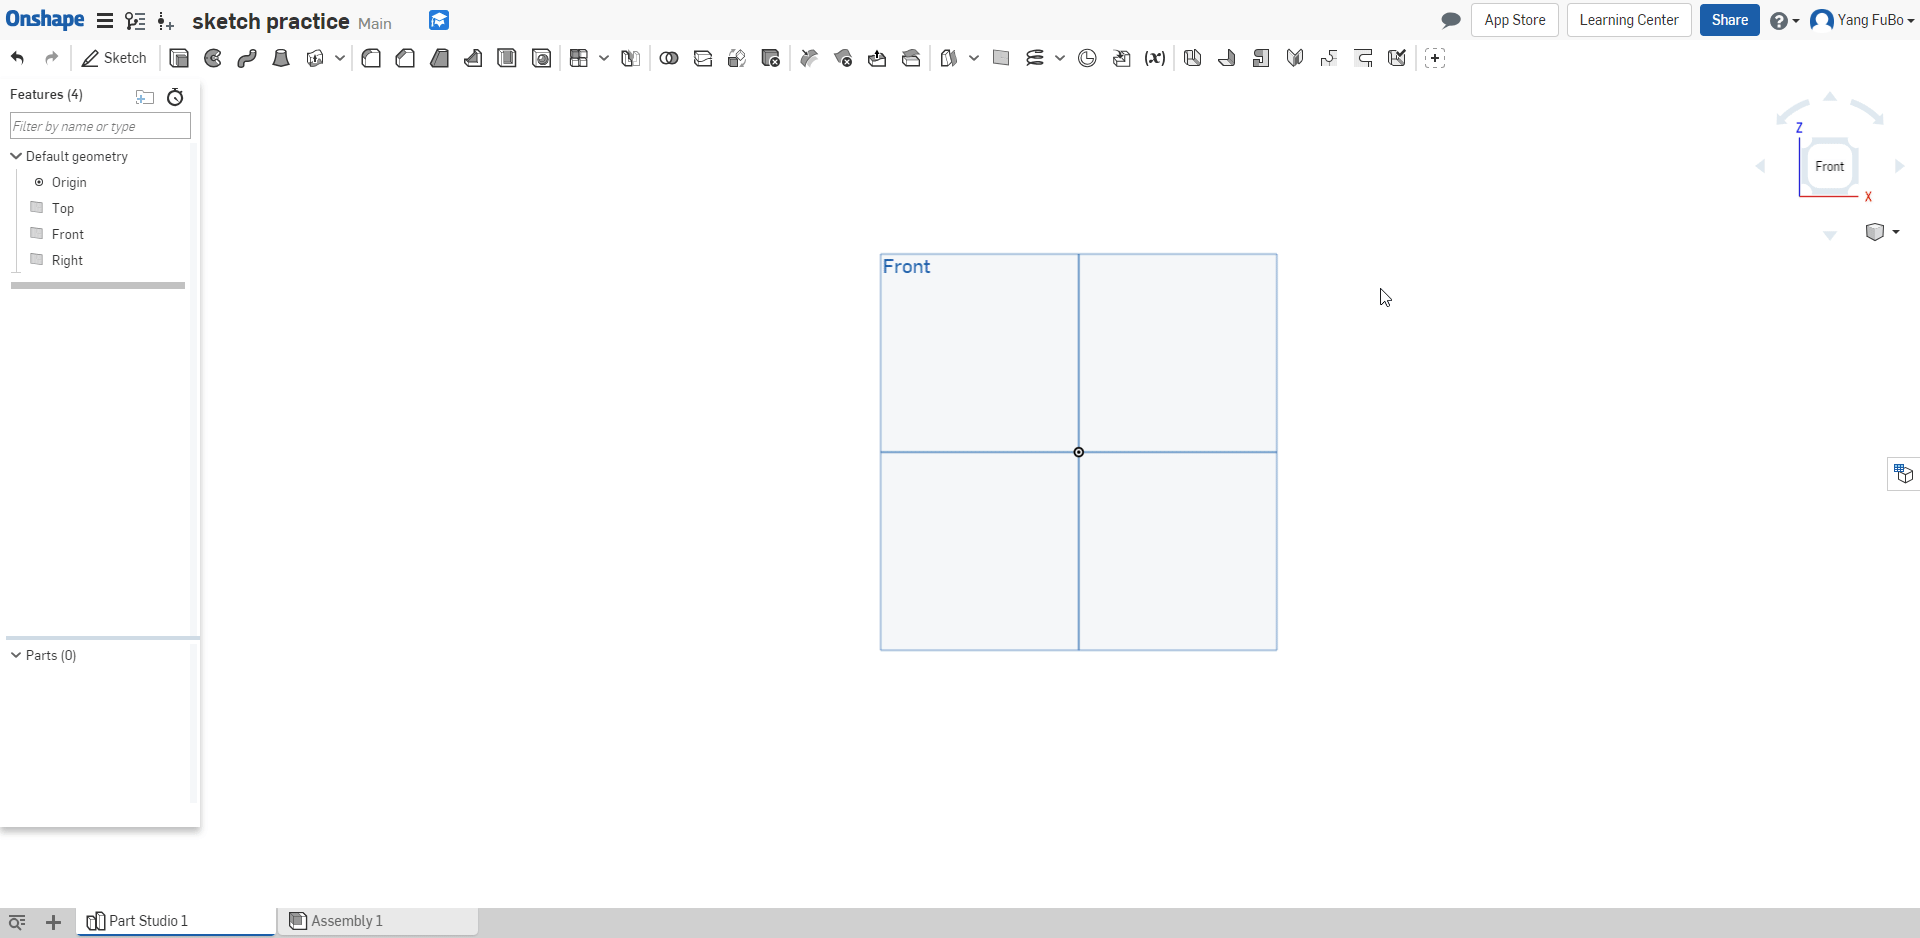 Onshape sketch practice Main App Store Learning Center Share Yang FuBo
Sketch (x)
Features (4)
Filter by name or type
Default geometry
Origin
Top
Front
Right
Parts (0)
Front
Z
Front
X
Part Studio 1 Assembly 1